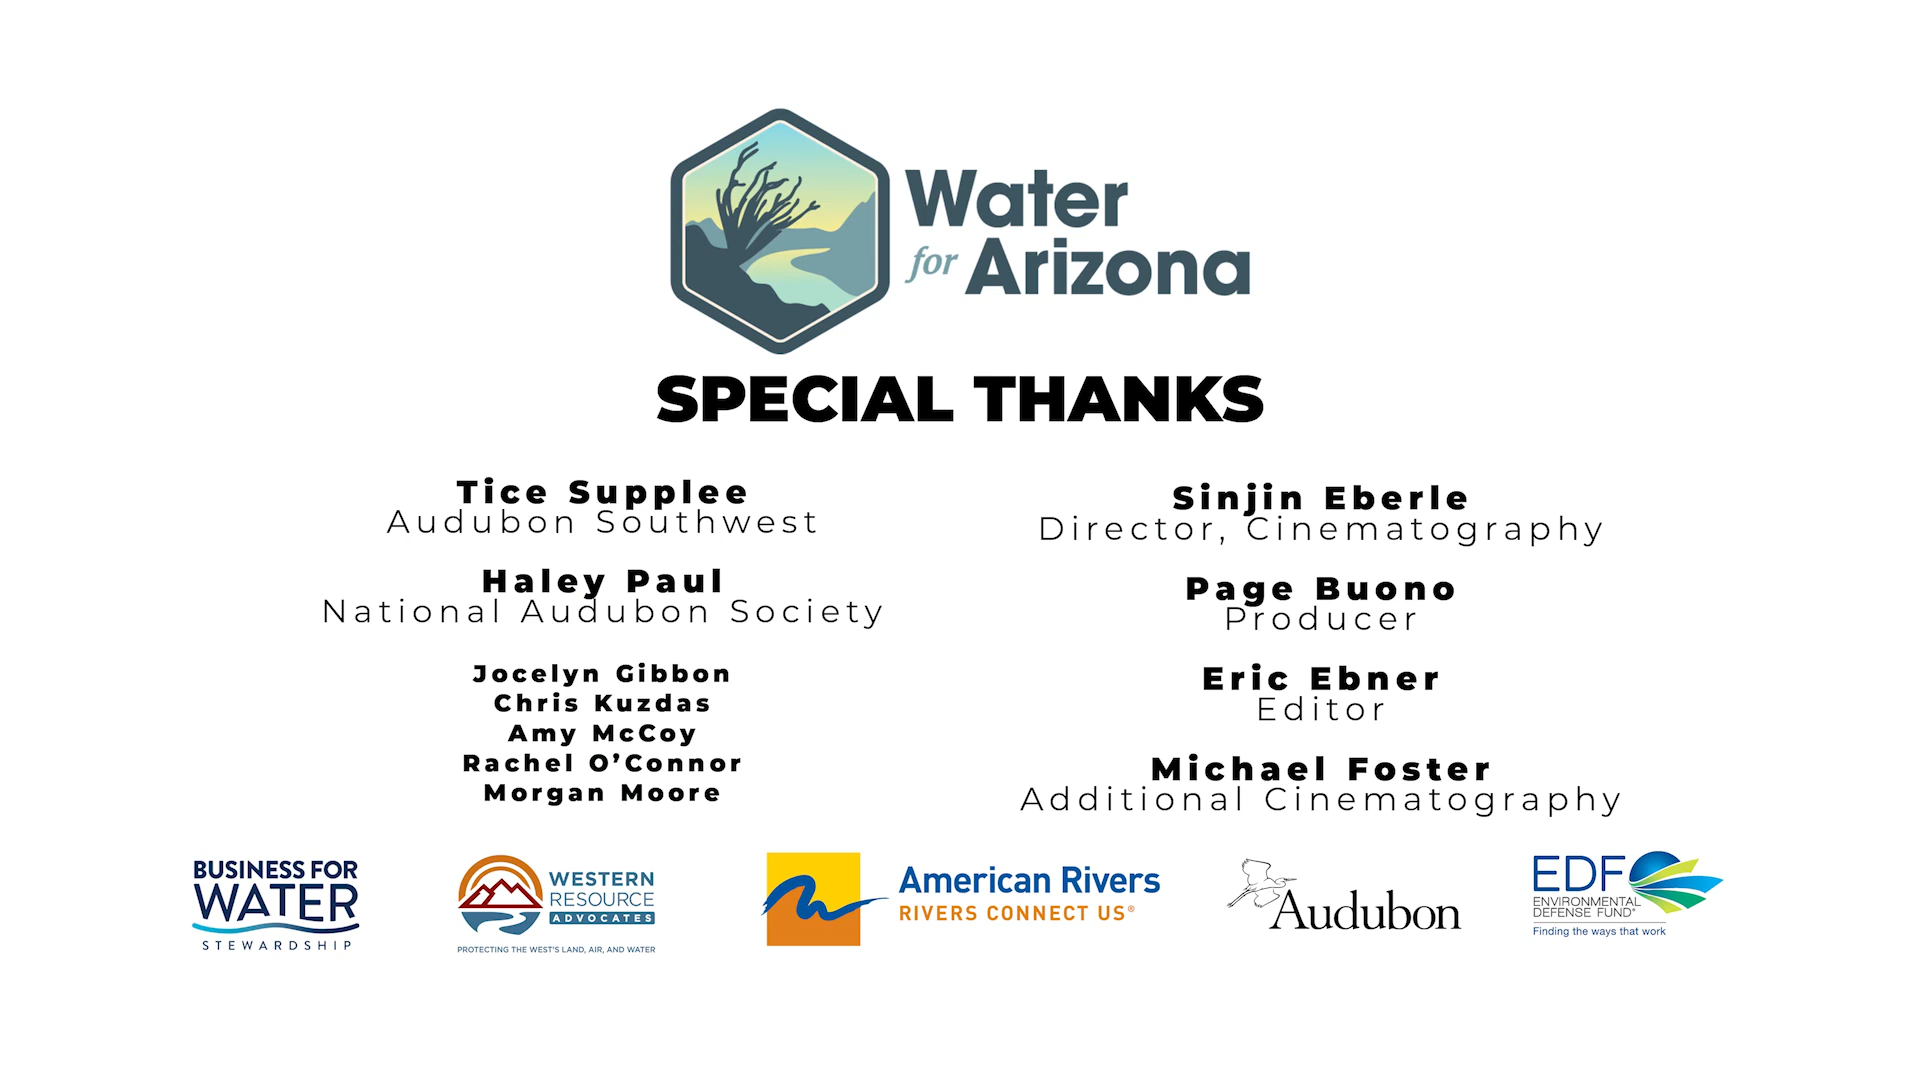 Water
for Arizona
SPECIAL THANKS
Tice Supplee
Audubon Southwest
Haley Paul
National Audubon Society
Jocelyn Gibbon
Chris Kuzdas
Amy McCoy
Rachel O’Connor
Morgan Moore
Sinjin Eberle
Director, Cinematography
Page Buono
Producer
Eric Ebner
Editor
Michael Foster
Additional Cinematography
BUSINESS FOR
WATER
STEWARDSHIP
WESTERN
RESOURCE
ADVOCATES
PROTECTING THE WEST'S LAND, AIR, AND WATER
American Rivers
RIVERS CONNECT US®
Audubon
EDF
ENVIRONMENTAL
DEFENSE FUND®
Finding the ways that work